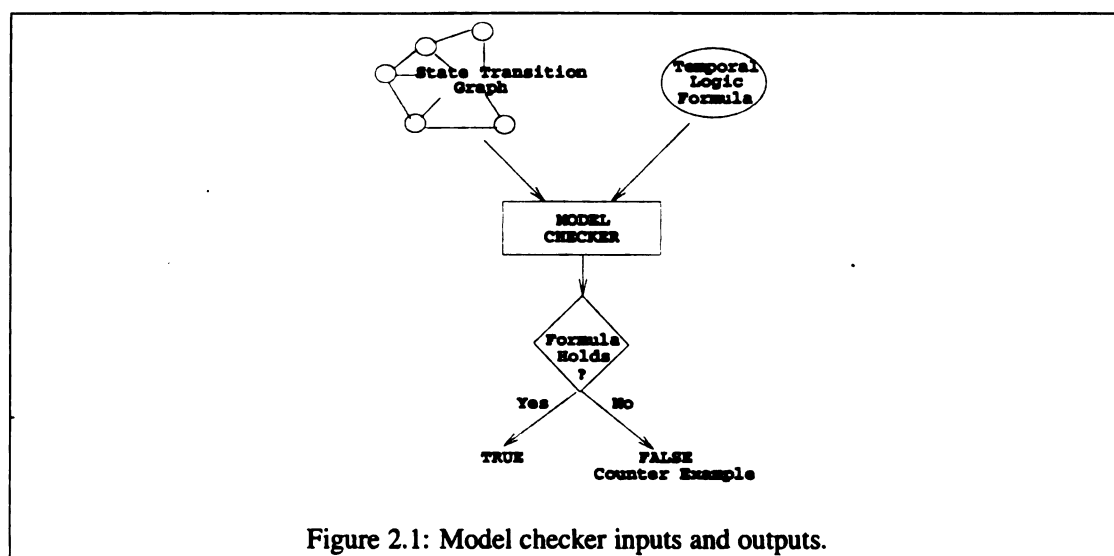 State Transition
Graph
Temporal
Logic
Formula
MODEL
CHECKER
Formula
Holds
?
Yes
No
TRUE
FALSE
Counter Example
Figure 2.1: Model checker inputs and outputs.